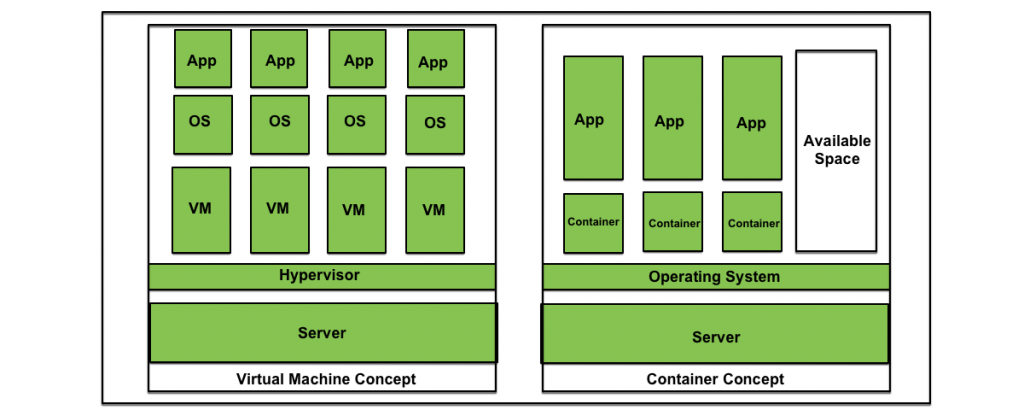 App App App App
OS OS OS OS
VM VM VM VM
Hypervisor
Server
Virtual Machine Concept
App App App
Available
Space
Container Container Container
Operating System
Server
Container Concept